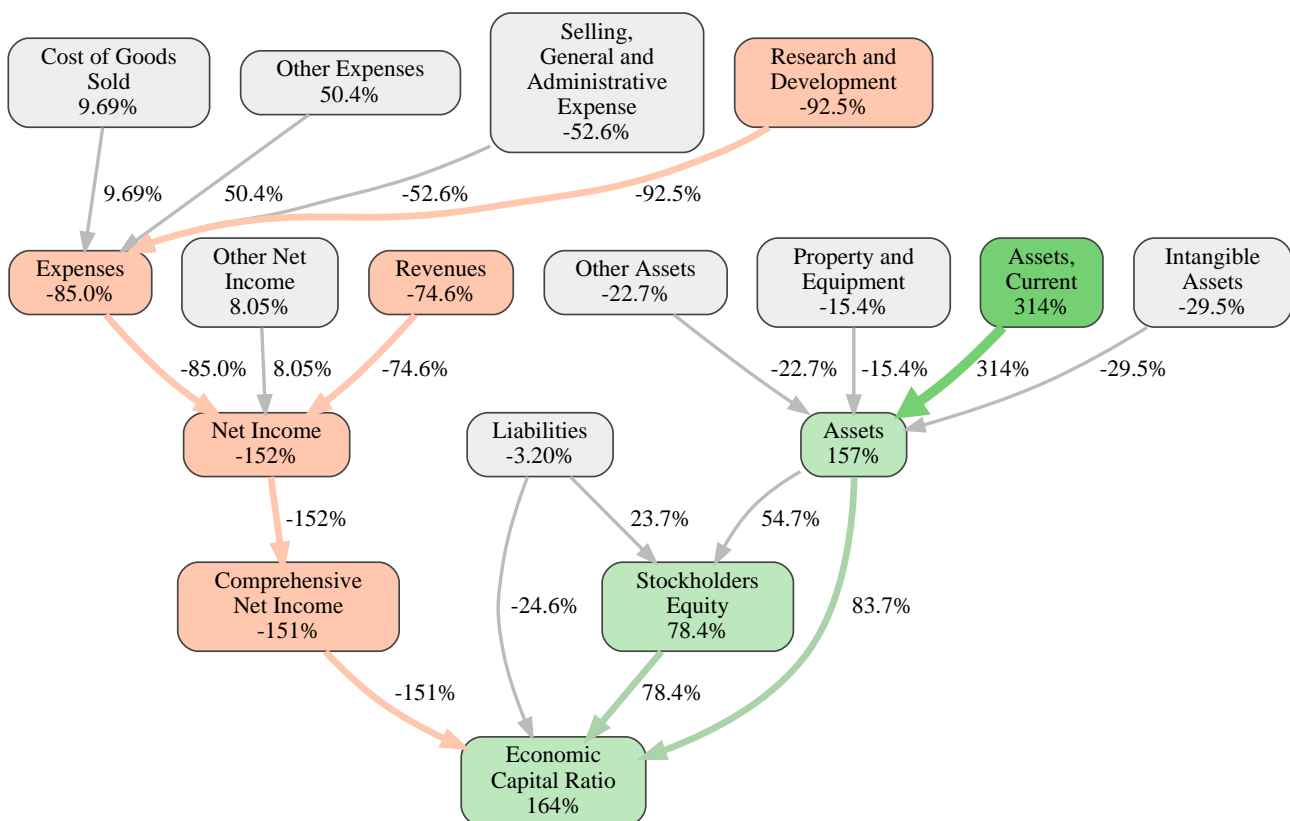 Cost of Goods
Sold
9.69%
Other Expenses
50.4%
Selling,
General and
Administrative
Expense
-52.6%
Research and
Development
-92.5%
9.69%
50.4%
-52.6%
-92.5%
Expenses
-85.0%
Other Net
Income
8.05%
Revenues
-74.6%
Other Assets
-22.7%
Property and
Equipment
-15.4%
Assets,
Current
314%
Intangible
Assets
-29.5%
-85.0%
8.05%
-74.6%
-22.7%
-15.4%
314%
-29.5%
Net Income
-152%
Liabilities
-3.20%
Assets
157%
-152%
23.7%
54.7%
Comprehensive
Net Income
-151%
-24.6%
Stockholders
Equity
78.4%
83.7%
-151%
78.4%
Economic
Capital Ratio
164%